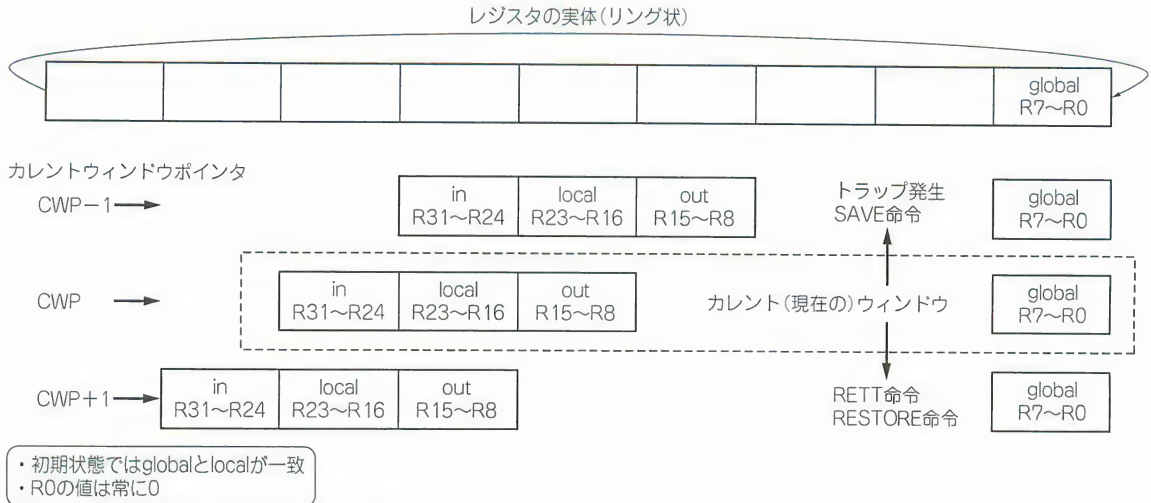 レジスタの実体(リング状)
global
R7〜R0
カレントウィンドウポインタ
CWP−1
in
R31〜R24
local
R23〜R16
out
R15〜R8
トラップ発生
SAVE命令
global
R7〜R0
CWP
in
R31〜R24
local
R23〜R16
out
R15〜R8
カレント(現在の)ウィンドウ
global
R7〜R0
CWP+1
in
R31〜R24
local
R23〜R16
out
R15〜R8
RETT命令
RESTORE命令
global
R7〜R0
・初期状態ではglobalとlocalが一致
・R0の値は常に0